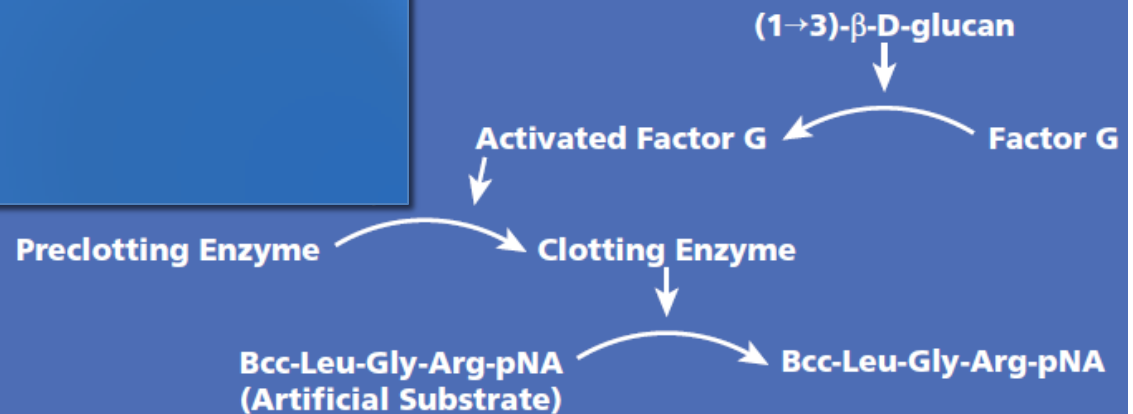 (1→3)-β-D-glucan
Activated Factor G
Factor G
Preclotting Enzyme
Clotting Enzyme
Bcc-Leu-Gly-Arg-pNA
(Artificial Substrate)
Bcc-Leu-Gly-Arg-pNA